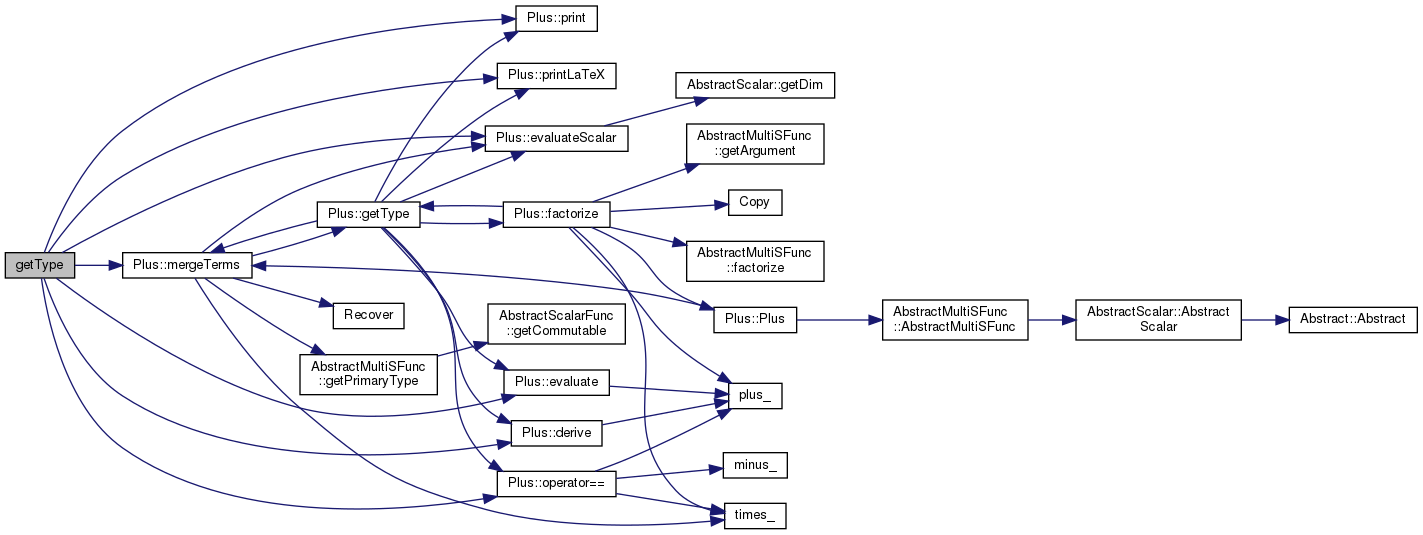 getType
Plus::print
Plus::printLaTeX
Plus::evaluateScalar
AbstractScalar::getDim
AbstractMultiSFunc
::getArgument
Plus::getType
Plus::factorize
Copy
Plus::mergeTerms
AbstractMultiSFunc
::factorize
Recover
AbstractScalarFunc
::getCommutable
Plus::Plus
AbstractMultiSFunc
::AbstractMultiSFunc
AbstractScalar::Abstract
Scalar
Abstract::Abstract
AbstractMultiSFunc
::getPrimaryType
Plus::evaluate
plus_
Plus::derive
Plus::operator==
minus_
times_